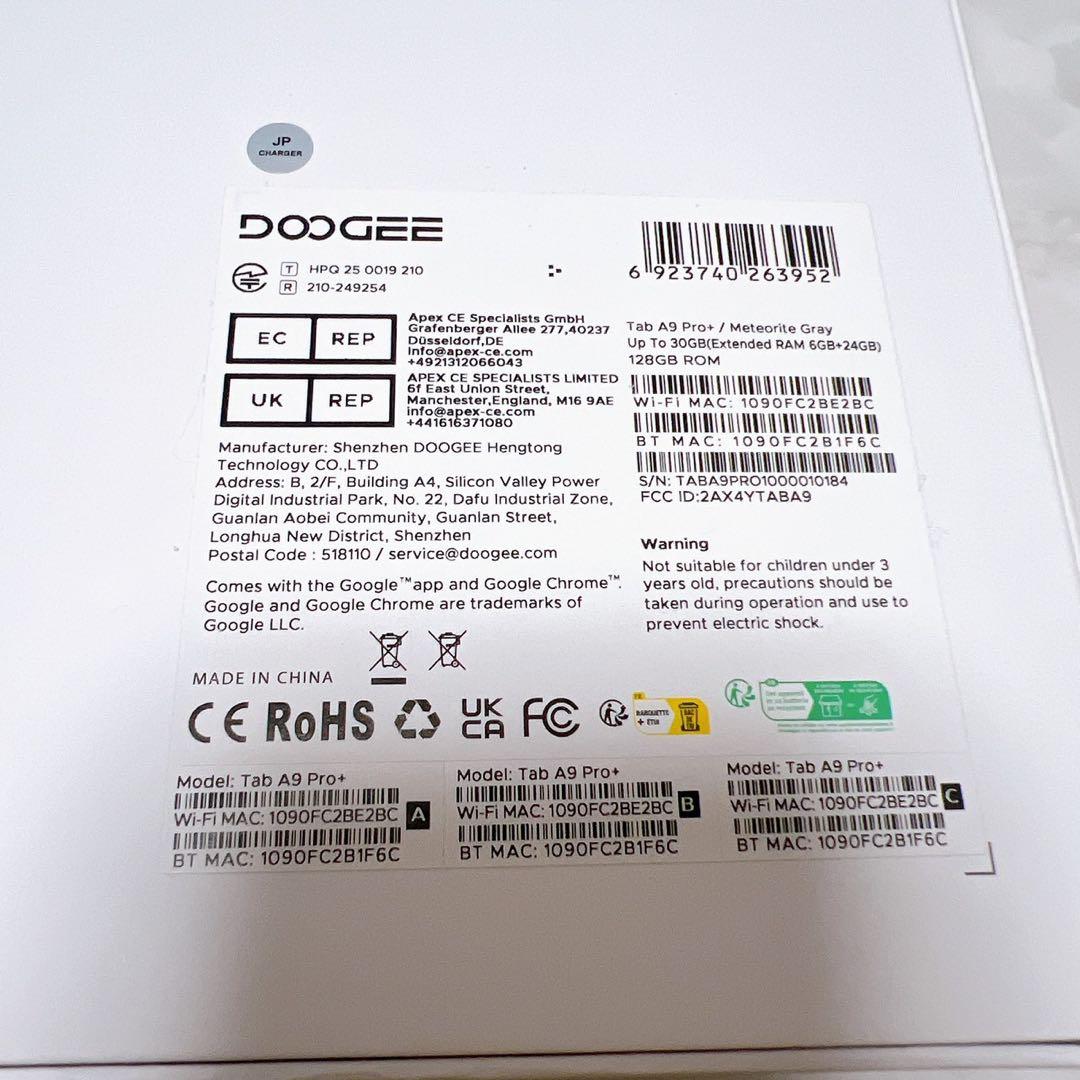 JP
CHARGER
DOOGEE
T HPQ 25 0019 210
R 210-249254
6 923740 263952
EC REP
Apex CE Specialists GmbH
Grafenberger Allee 277,40237
Düsseldorf,DE
Info@apex-ce.com
+4921312066043
UK REP
APEX CE SPECIALISTS LIMITED
6f East Union Street,
Manchester,England, M16 9AE
info@apex-ce.com
+441616371080
Tab A9 Pro+ / Meteorite Gray
Up To 30GB(Extended RAM 6GB+24GB)
128GB ROM
Wi-Fi MAC: 1090FC2BE2BC
BT MAC: 1090FC2B1F6C
S/N: TABA9PRO1000010184
FCC ID:2AX4YTABA9
Manufacturer: Shenzhen DOOGEE Hengtong
Technology CO.,LTD
Address: B, 2/F, Building A4, Silicon Valley Power
Digital Industrial Park, No. 22, Dafu Industrial Zone,
Guanlan Aobei Community, Guanlan Street,
Longhua New District, Shenzhen
Postal Code : 518110 / service@doogee.com
Warning
Not suitable for children under 3
years old, precautions should be
taken during operation and use to
prevent electric shock.
Comes with the Google™app and Google Chrome™.
Google and Google Chrome are trademarks of
Google LLC.
MADE IN CHINA
CE RoHS UK
CA FC
FR
BARQUETTE
+ ÉTUI
BAC
DE
TRI
Model: Tab A9 Pro+
Wi-Fi MAC: 1090FC2BE2BC A
BT MAC: 1090FC2B1F6C
Model: Tab A9 Pro+
Wi-Fi MAC: 1090FC2BE2BC B
BT MAC: 1090FC2B1F6C
Model: Tab A9 Pro+
Wi-Fi MAC: 1090FC2BE2BC C
BT MAC: 1090FC2B1F6C